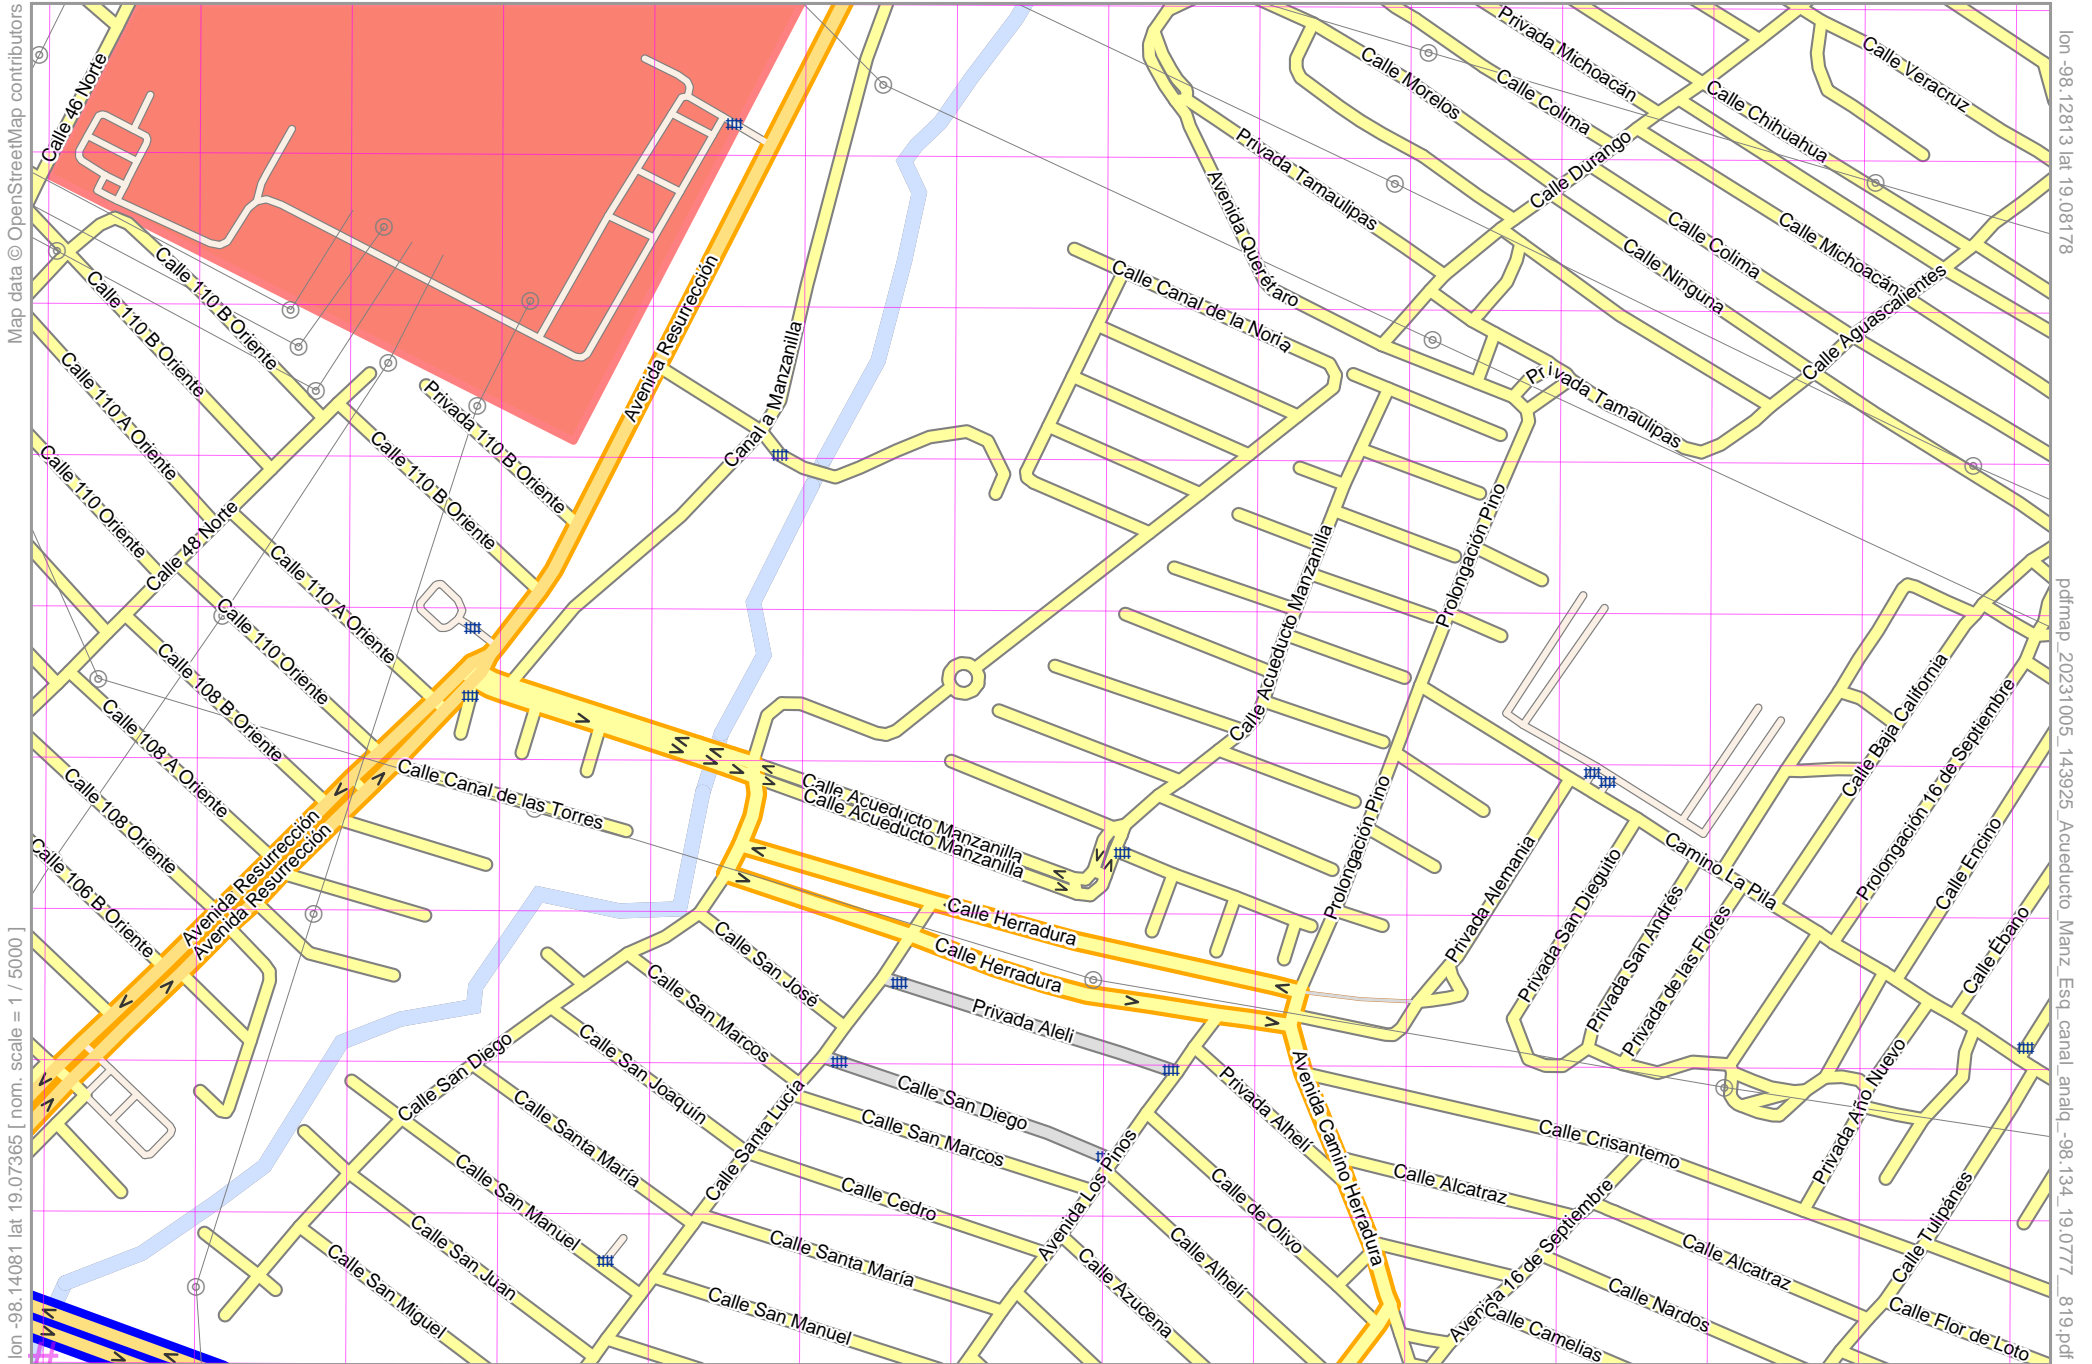 Map data © OpenStreetMap contributors
lon -98.14081 lat 19.07365 [ nom. scale = 1 / 5000 ]
lon -98.12813 lat 19.08178
pdfmap_20231005_143925_Acueducto_Manz_Esq_canal_analq_-98.134_19.0777__819.pdf
Calle 46 Norte
Privada Michoacán
Calle Veracruz
Calle Morelos
Calle Colima
Calle Chihuahua
Privada Tamaulipas
Calle Durango
Avenida Querétaro
Calle Colima
Calle Michoacán
Calle Ninguna
Calle Aguascalientes
Calle 110 B Oriente
Calle 110 B Oriente
Calle Canal de la Noria
Avenida Resurrección
Canal a Manzanilla
Privada Tamaulipas
Calle 110 A Oriente
Privada 110 B Oriente
Calle 110 B Oriente
Calle 110 Oriente
Calle 48 Norte
Calle 110 A Oriente
Calle 110 Oriente
Prolongación Pino
Calle Acueducto Manzanilla
Calle 108 B Oriente
Calle 108 A Oriente
Calle Baja California
Prolongación 16 de Septiembre
Calle 108 Oriente
Calle Canal de las Torres
Calle Acueducto Manzanilla
Calle Acueducto Manzanilla
Prolongación Pino
Calle 106 B Oriente
Avenida Resurrección
Avenida Resurrección
Privada Alemania
Privada San Dieguito
Camino La Pila
Calle Encino
Calle Ébano
Calle Herradura
Calle Herradura
Privada San Andrés
Privada de las Flores
Calle San José
Calle San Marcos
Privada Aleli
Calle San Diego
Calle San Joaquín
Calle San Diego
Calle Santa Lucía
Calle San Marcos
Calle Santa María
Avenida Los Pinos
Privada Alhelí
Avenida Camino Herradura
Calle Crisantemo
Privada Año Nuevo
Calle Alcatraz
Calle Cedro
Calle de Olivo
Calle San Manuel
Calle Santa María
Calle Alhelí
Calle Azucena
Avenida 16 de Septiembre
Calle Alcatraz
Calle Tulipánes
Calle San Juan
Calle San Miguel
Calle San Manuel
Calle Nardos
Calle Camelias
Calle Flor de Loto